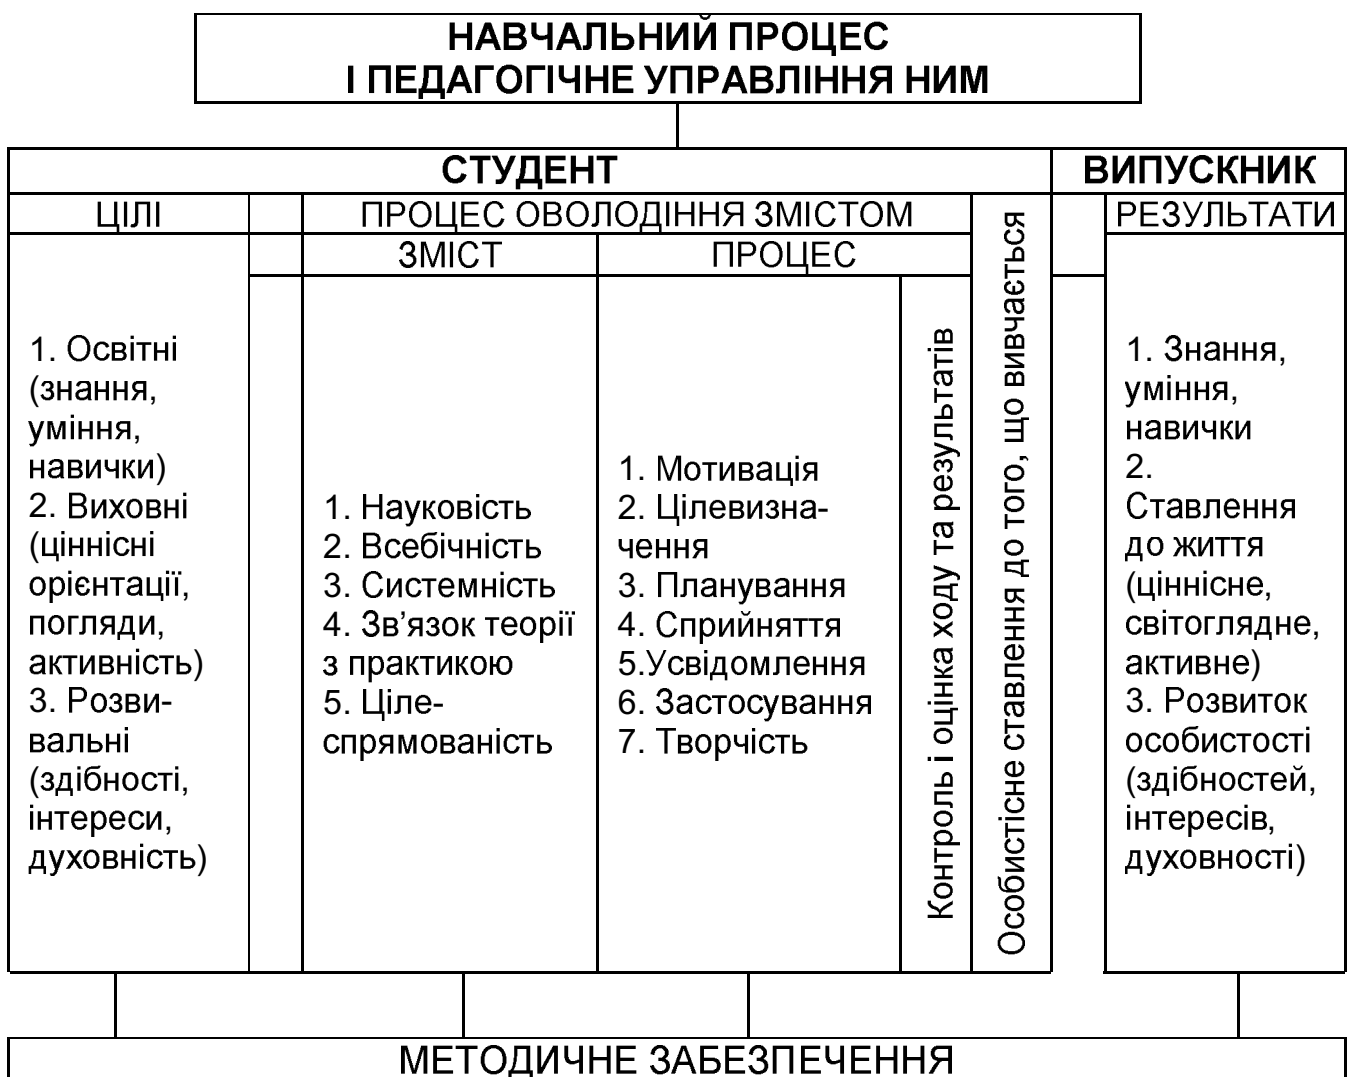 НАВЧАЛЬНИЙ ПРОЦЕС
І ПЕДАГОГІЧНЕ УПРАВЛІННЯ НИМ
СТУДЕНТ
ВИПУСКНИК
ЦІЛІ
ПРОЦЕС ОВОЛОДІННЯ ЗМІСТОМ
РЕЗУЛЬТАТИ
ЗМІСТ
ПРОЦЕС
1. Освітні
(знання,
уміння,
навички)
2. Виховні
(ціннісні
орієнтації,
погляди,
активність)
3. Розви-
вальні
(здібності,
інтереси,
духовність)
1. Науковість
2. Всебічність
3. Системність
4. Зв’язок теорії
з практикою
5. Ціле-
спрямованість
1. Мотивація
2. Цілевизна-
чення
3. Планування
4. Сприйняття
5.Усвідомлення
6. Застосування
7. Творчість
Контроль і оцінка ходу та результатів
Особистісне ставлення до того, що вивчається
1. Знання,
уміння,
навички
2.
Ставлення
до життя
(ціннісне,
світоглядне,
активне)
3. Розвиток
особистості
(здібностей,
інтересів,
духовності)
МЕТОДИЧНЕ ЗАБЕЗПЕЧЕННЯ